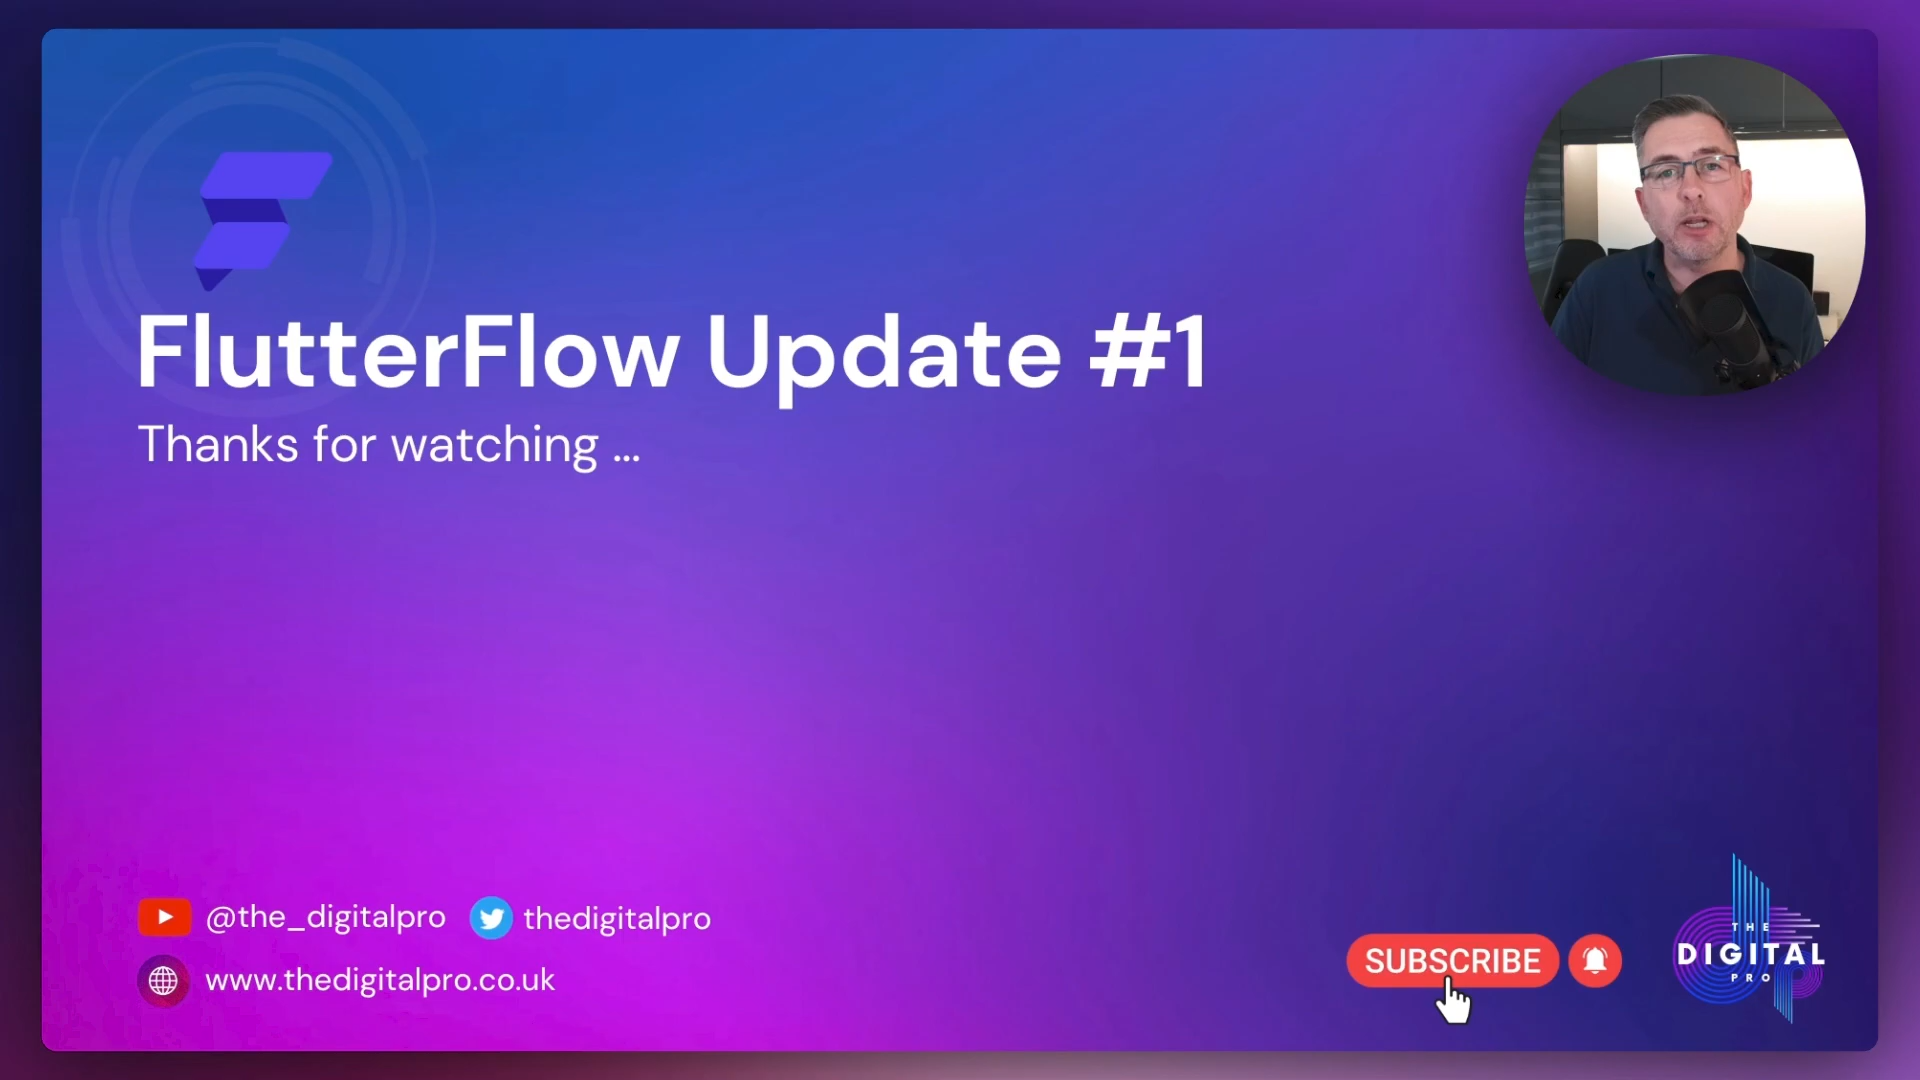 FlutterFlow Update #1
Thanks for watching ...
@the_digitalpro
thedigitalpro
www.thedigitalpro.co.uk
SUBSCRIBE
THE
DIGITAL
PRO